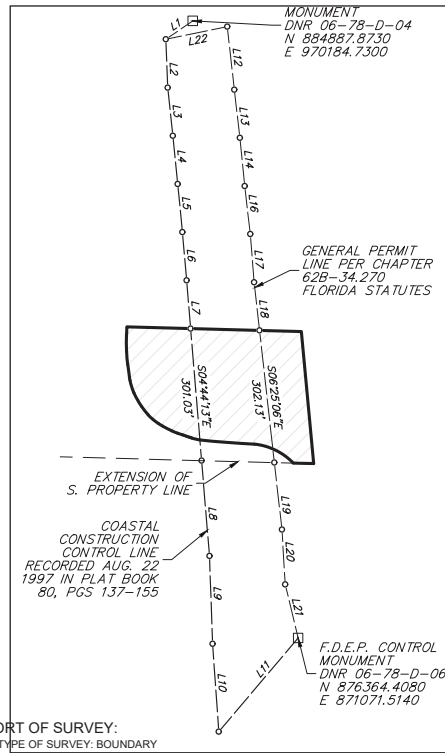 MONUMENT
DNR 06-78-D-04
N 884887.8730
E 970184.7300
L1
L22
L2
L12
L3
L13
L4
L14
L5
L16
L6
L17
GENERAL PERMIT
LINE PER CHAPTER
62B-34.270
FLORIDA STATUTES
L7
L18
S04°44'13"E
301.03'
S06°25'06"E
302.13'
EXTENSION OF
S. PROPERTY LINE
L19
COASTAL
CONSTRUCTION
CONTROL LINE
RECORDED AUG. 22
1997 IN PLAT BOOK
80, PGS 137-155
L8
L20
L9
L21
F.D.E.P. CONTROL
MONUMENT
DNR 06-78-D-06
N 876364.4080
E 871071.5140
L10
L11
ORT OF SURVEY:
TYPE OF SURVEY: BOUNDARY